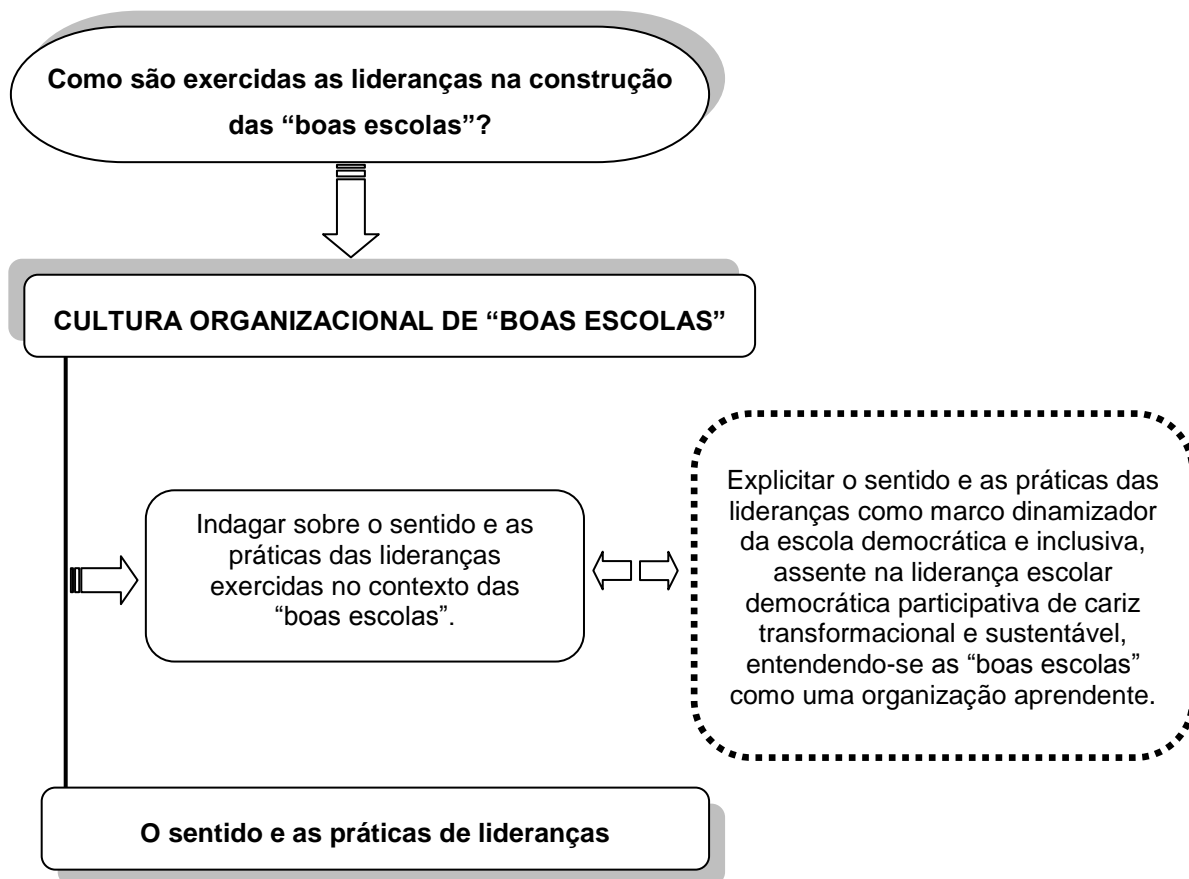 Como são exercidas as lideranças na construção
das “boas escolas”?
CULTURA ORGANIZACIONAL DE “BOAS ESCOLAS”
Indagar sobre o sentido e as
práticas das lideranças
exercidas no contexto das
“boas escolas”.
Explicitar o sentido e as práticas das
lideranças como marco dinamizador
da escola democrática e inclusiva,
assente na liderança escolar
democrática participativa de cariz
transformacional e sustentável,
entendendo-se as “boas escolas”
como uma organização aprendente.
O sentido e as práticas de lideranças